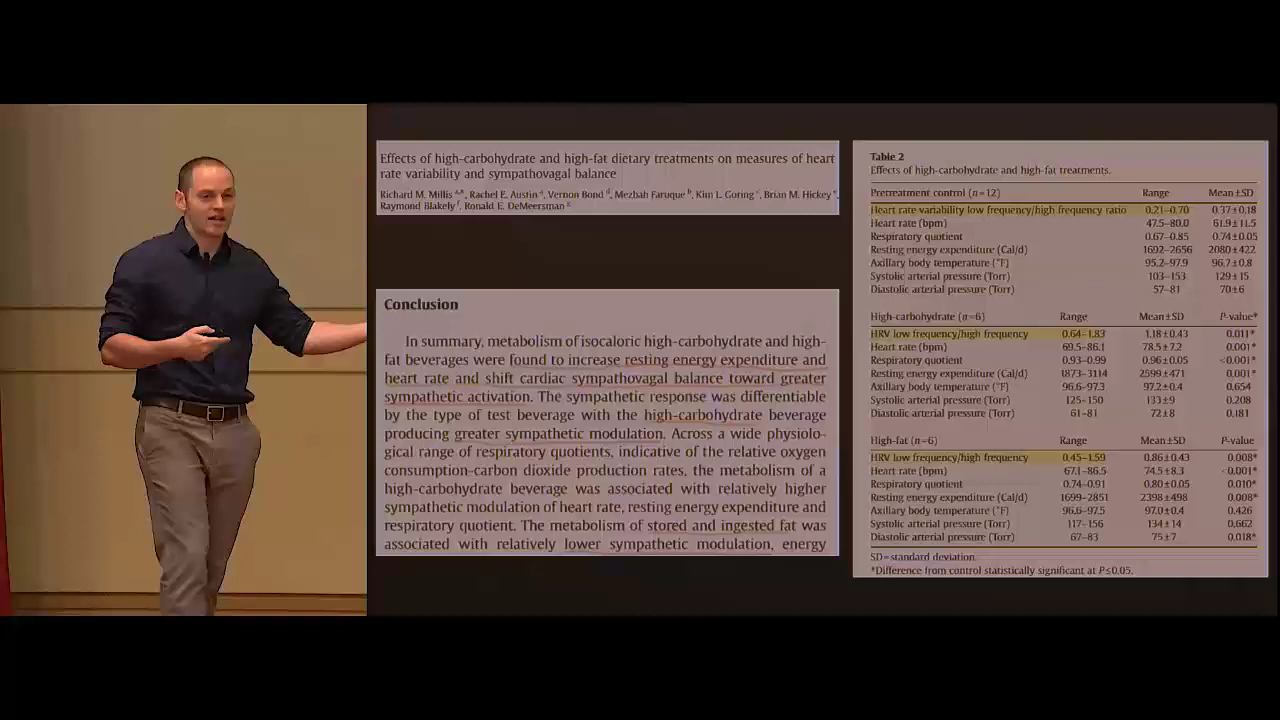 Effects of high-carbohydrate and high-fat dietary treatments on measures of heart
rate variability and sympathovagal balance
Richard M. Millis a,*, Rachel E. Austin a, Vernon Bond d, Mezbah Faruque b, Kim L. Goring c, Brian M. Hickey e,
Raymond Blakely f, Ronald E. DeMeersman g
Conclusion
In summary, metabolism of isocaloric high-carbohydrate and high-
fat beverages were found to increase resting energy expenditure and
heart rate and shift cardiac sympathovagal balance toward greater
sympathetic activation. The sympathetic response was differentiable
by the type of test beverage with the high-carbohydrate beverage
producing greater sympathetic modulation. Across a wide physiolo-
gical range of respiratory quotients, indicative of the relative oxygen
consumption-carbon dioxide production rates, the metabolism of a
high-carbohydrate beverage was associated with relatively higher
sympathetic modulation of heart rate, resting energy expenditure and
respiratory quotient. The metabolism of stored and ingested fat was
associated with relatively lower sympathetic modulation, energy
Table 2
Effects of high-carbohydrate and high-fat treatments.
Pretreatment control (n=12) Range Mean±SD
Heart rate variability low frequency/high frequency ratio 0.21–0.70 0.37±0.18
Heart rate (bpm) 47.5–80.0 61.9±11.5
Respiratory quotient 0.67–0.85 0.74±0.05
Resting energy expenditure (Cal/d) 1692–2656 2080±422
Axillary body temperature (°F) 95.2–97.9 96.7±0.8
Systolic arterial pressure (Torr) 103–153 129±15
Diastolic arterial pressure (Torr) 57–81 70±6
High-carbohydrate (n=6) Range Mean±SD P-value*
HRV low frequency/high frequency 0.64–1.83 1.18±0.43 0.011*
Heart rate (bpm) 69.5–86.1 78.5±7.2 0.001*
Respiratory quotient 0.93–0.99 0.96±0.05 <0.001*
Resting energy expenditure (Cal/d) 1873–3114 2599±471 0.001*
Axillary body temperature (°F) 96.6–97.3 97.2±0.4 0.654
Systolic arterial pressure (Torr) 125–150 133±9 0.208
Diastolic arterial pressure (Torr) 61–81 72±8 0.181
High-fat (n=6) Range Mean±SD P-value
HRV low frequency/high frequency 0.45–1.59 0.86±0.43 0.008*
Heart rate (bpm) 67.1–86.5 74.5±8.3 <0.001*
Respiratory quotient 0.74–0.91 0.80±0.05 0.010*
Resting energy expenditure (Cal/d) 1699–2851 2398±498 0.008*
Axillary body temperature (°F) 96.6–97.5 97.0±0.4 0.426
Systolic arterial pressure (Torr) 117–156 134±14 0.662
Diastolic arterial pressure (Torr) 67–83 75±7 0.018*
SD=standard deviation.
*Difference from control statistically significant at P≤0.05.